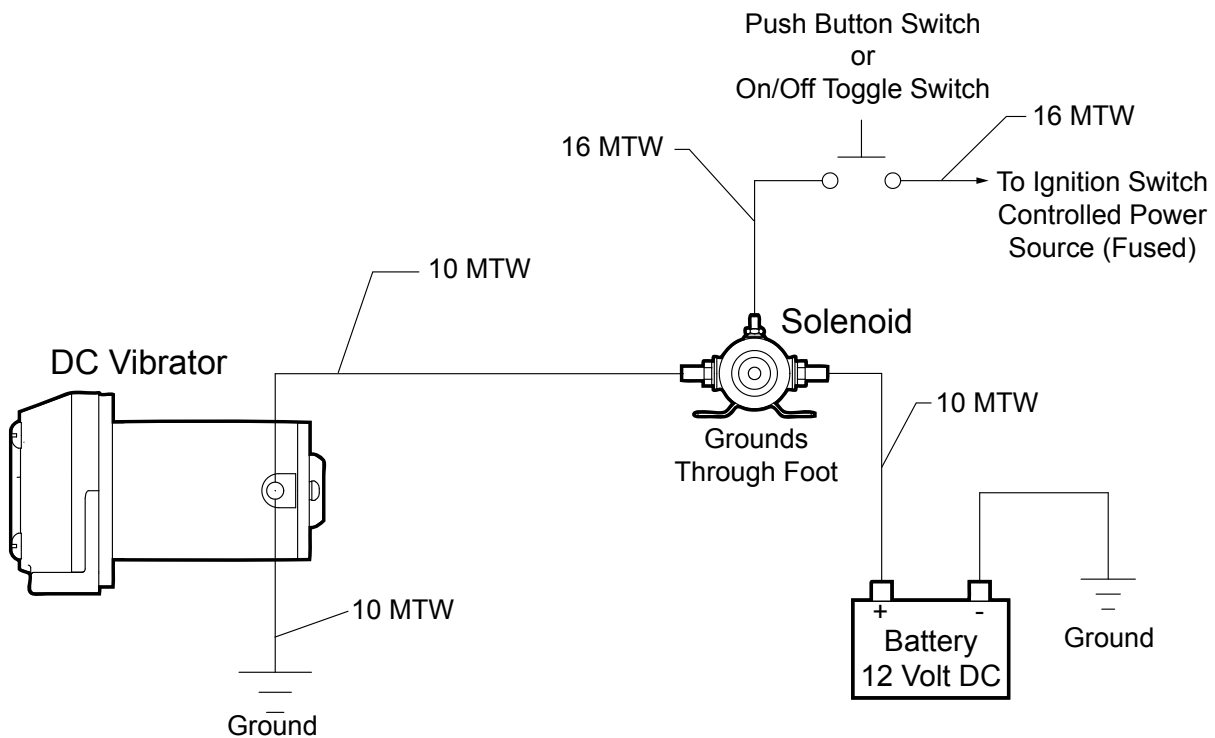 Push Button Switch
or
On/Off Toggle Switch
16 MTW
16 MTW
To Ignition Switch
Controlled Power
Source (Fused)
10 MTW
Solenoid
DC Vibrator
10 MTW
Grounds
Through Foot
10 MTW
+ -
Battery
12 Volt DC
Ground
Ground